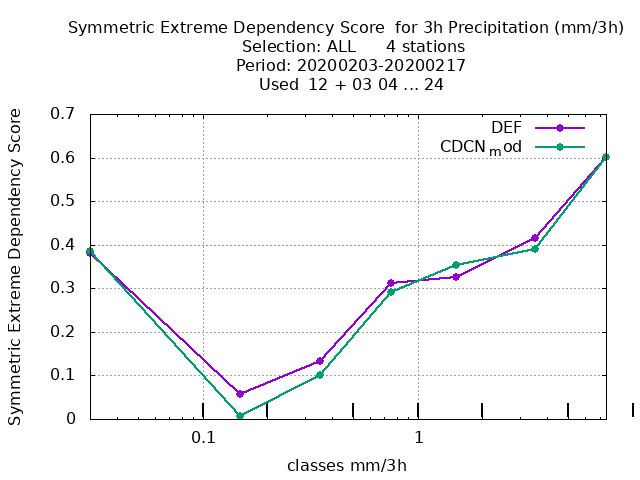 Symmetric Extreme Dependency Score  for 3h Precipitation (mm/3h)
Selection: ALL      4 stations
Period: 20200203-20200217
Used  12 + 03 04 ... 24
DEF
CDCNmod
0.7
0.6
0.5
0.4
0.3
0.2
0.1
0
Symmetric Extreme Dependency Score
0.1 1
classes mm/3h